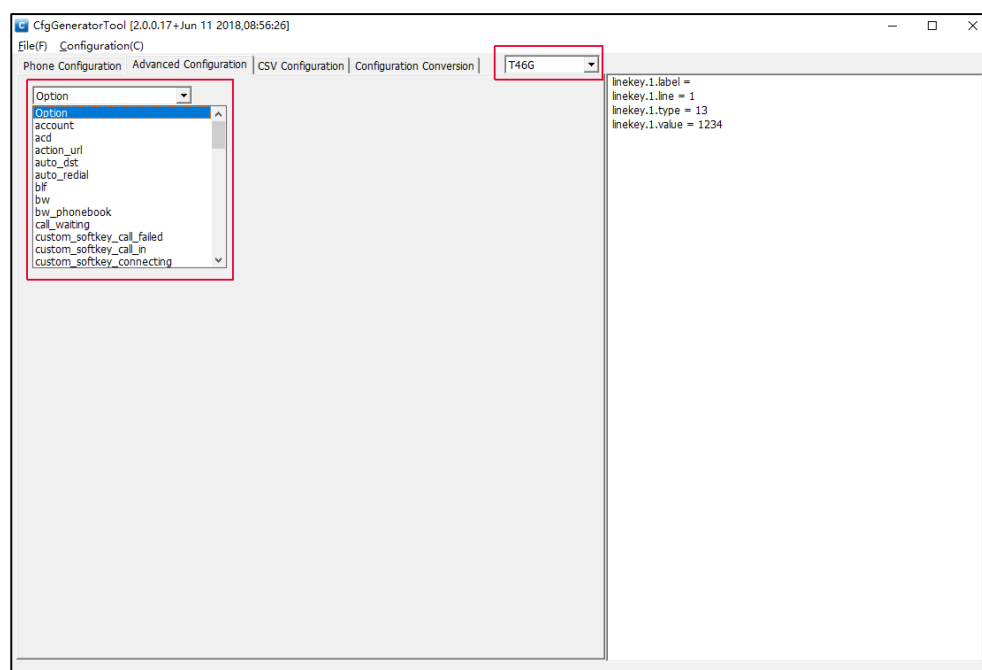 CfgGeneratorTool [2.0.0.17+Jun 11 2018,08:56:26]
File(F) Configuration(C)
Phone Configuration Advanced Configuration CSV Configuration Configuration Conversion T46G
Option
Option
account
acd
action_url
auto_dst
auto_redial
blf
bw
bw_phonebook
call_waiting
custom_softkey_call_failed
custom_softkey_call_in
custom_softkey_connecting
linekey.1.label =
linekey.1.line = 1
linekey.1.type = 13
linekey.1.value = 1234